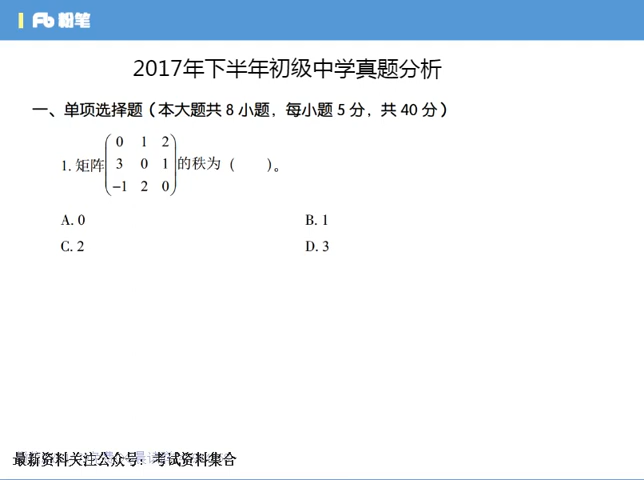 粉笔
2017年下半年初级中学真题分析
一、单项选择题（本大题共 8 小题，每小题 5 分，共 40 分）
0 1 2
1. 矩阵 3 0 1 的秩为（　　）。
−1 2 0
A. 0 B. 1
C. 2 D. 3
最新资料关注公众号：考试资料集合